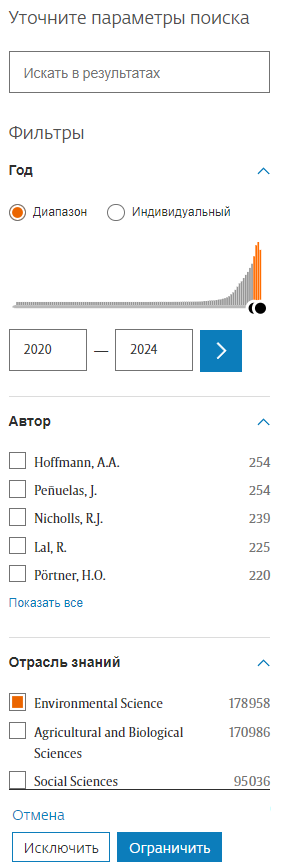 Уточните параметры поиска
Искать в результатах
Фильтры
Год
Диапазон Индивидуальный
2020 — 2024
Автор
Hoffmann, A.A. 254
Peñuelas, J. 254
Nicholls, R.J. 239
Lal, R. 225
Pörtner, H.O. 220
Показать все
Отрасль знаний
Environmental Science 178958
Agricultural and Biological 170986
Sciences
Social Sciences 95036
Отмена
Исключить Ограничить